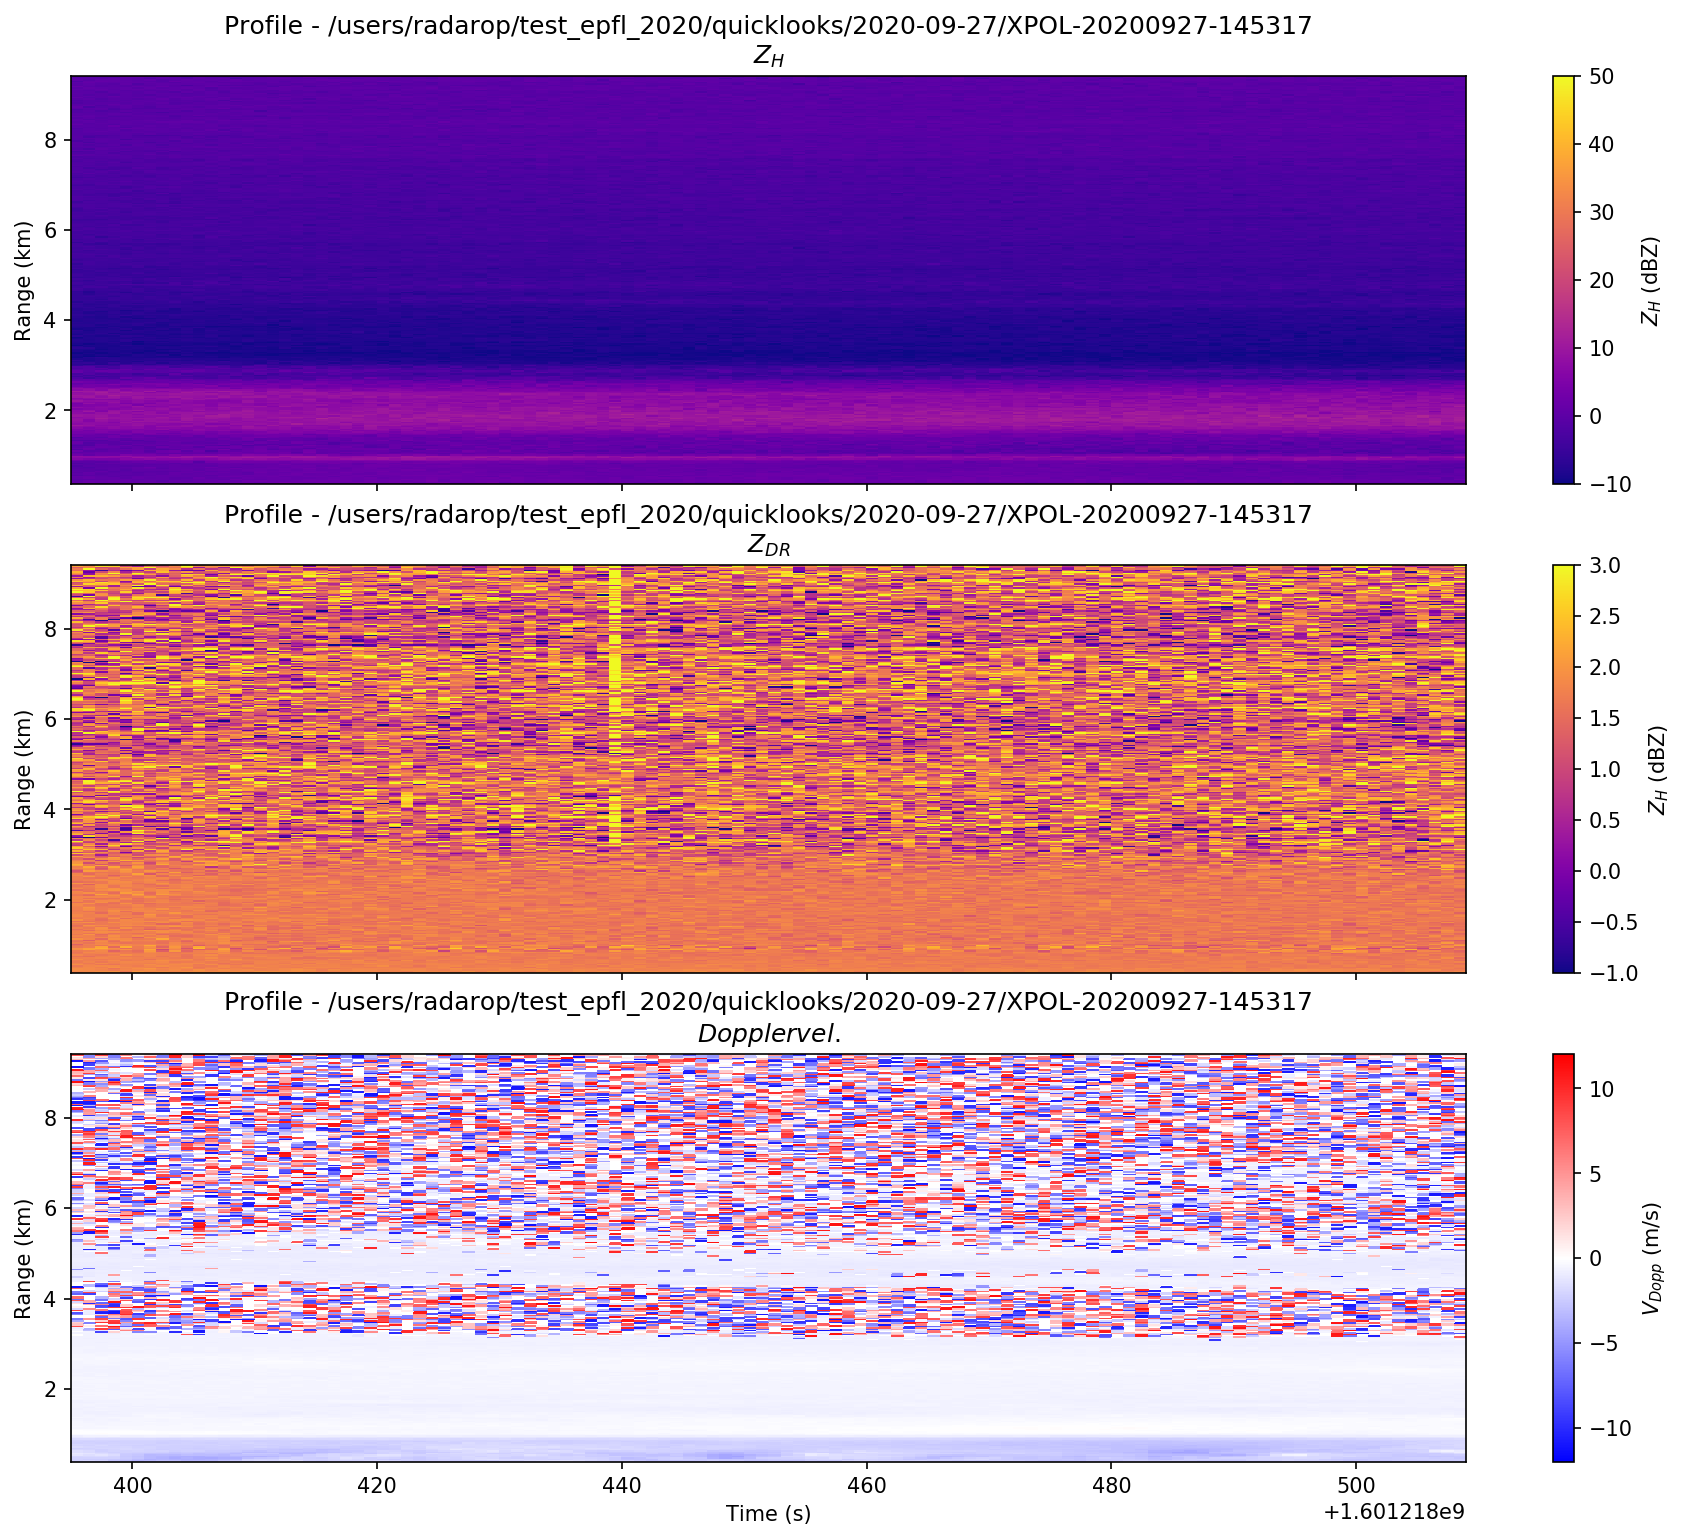 Profile - /users/radarop/test_epfl_2020/quicklooks/2020-09-27/XPOL-20200927-145317
Z_H
Range (km)
8
6
4
2
50
40
30
20
10
0
−10
Z_H (dBZ)
Profile - /users/radarop/test_epfl_2020/quicklooks/2020-09-27/XPOL-20200927-145317
Z_DR
Range (km)
8
6
4
2
3.0
2.5
2.0
1.5
1.0
0.5
0.0
−0.5
−1.0
Z_H (dBZ)
Profile - /users/radarop/test_epfl_2020/quicklooks/2020-09-27/XPOL-20200927-145317
Dopplervel.
Range (km)
8
6
4
2
400 420 440 460 480 500
Time (s)
+1.601218e9
10
5
0
−5
−10
V_Dopp (m/s)